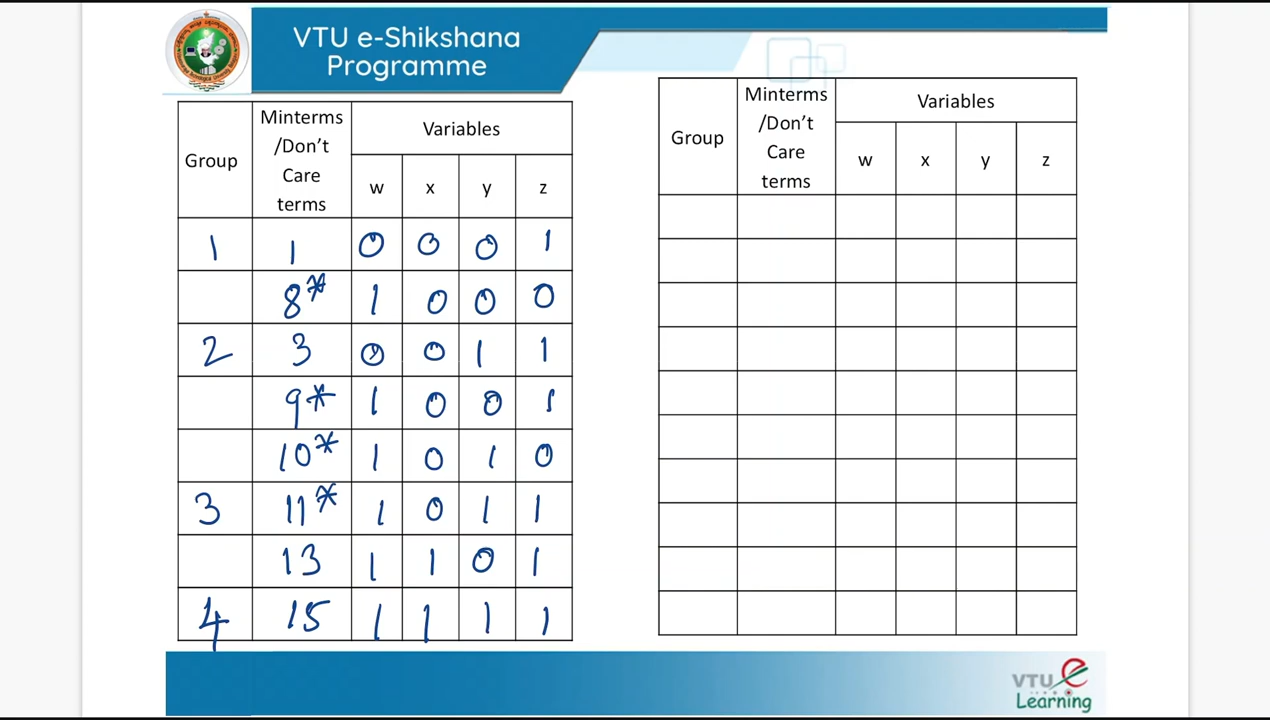 VTU e-Shikshana
Programme
Group
Minterms
/Don't
Care
terms
Variables
w x y z
1 1 0 0 0 1
8* 1 0 0 0
2 3 0 0 1 1
9* 1 0 0 1
10* 1 0 1 0
3 11* 1 0 1 1
13 1 1 0 1
4 15 1 1 1 1
Group
Minterms
/Don't
Care
terms
Variables
w x y z
VTU e
Learning